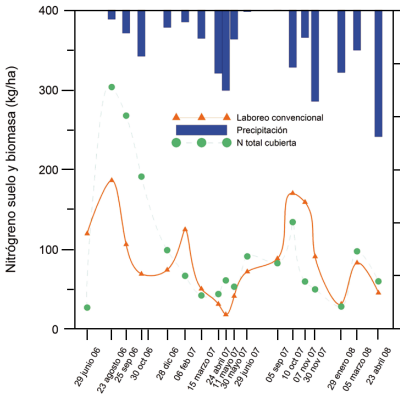 400
300
200
100
0
Nitrógreno suelo y biomasa (kg/ha)
Laboreo convencional
Precipitación
N total cubierta
29 junio 06
23 agosto 06
25 sep 06
30 oct 06
28 dic 06
06 feb 07
15 marzo 07
24 abril 07
11 mayo 07
30 mayo 07
29 junio 07
05 sep 07
10 oct 07
07 nov 07
30 nov 07
29 enero 08
05 marzo 08
23 abril 08